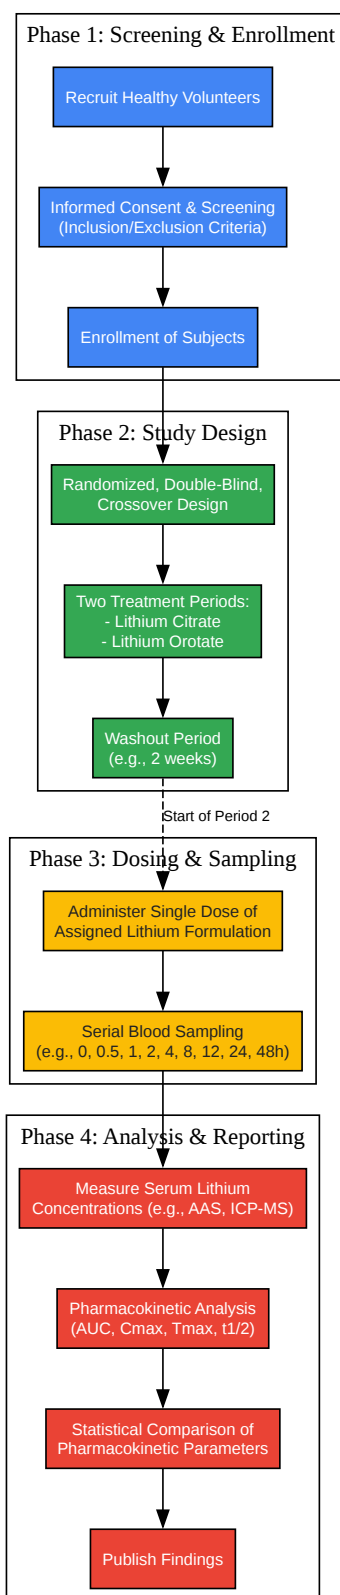 Phase 1: Screening & Enrollment
Recruit Healthy Volunteers
Informed Consent & Screening
(Inclusion/Exclusion Criteria)
Enrollment of Subjects
Phase 2: Study Design
Randomized, Double-Blind,
Crossover Design
Two Treatment Periods:
- Lithium Citrate
- Lithium Orotate
Washout Period
(e.g., 2 weeks)
Start of Period 2
Phase 3: Dosing & Sampling
Administer Single Dose of
Assigned Lithium Formulation
Serial Blood Sampling
(e.g., 0, 0.5, 1, 2, 4, 8, 12, 24, 48h)
Phase 4: Analysis & Reporting
Measure Serum Lithium
Concentrations (e.g., AAS, ICP-MS)
Pharmacokinetic Analysis
(AUC, Cmax, Tmax, t1/2)
Statistical Comparison of
Pharmacokinetic Parameters
Publish Findings